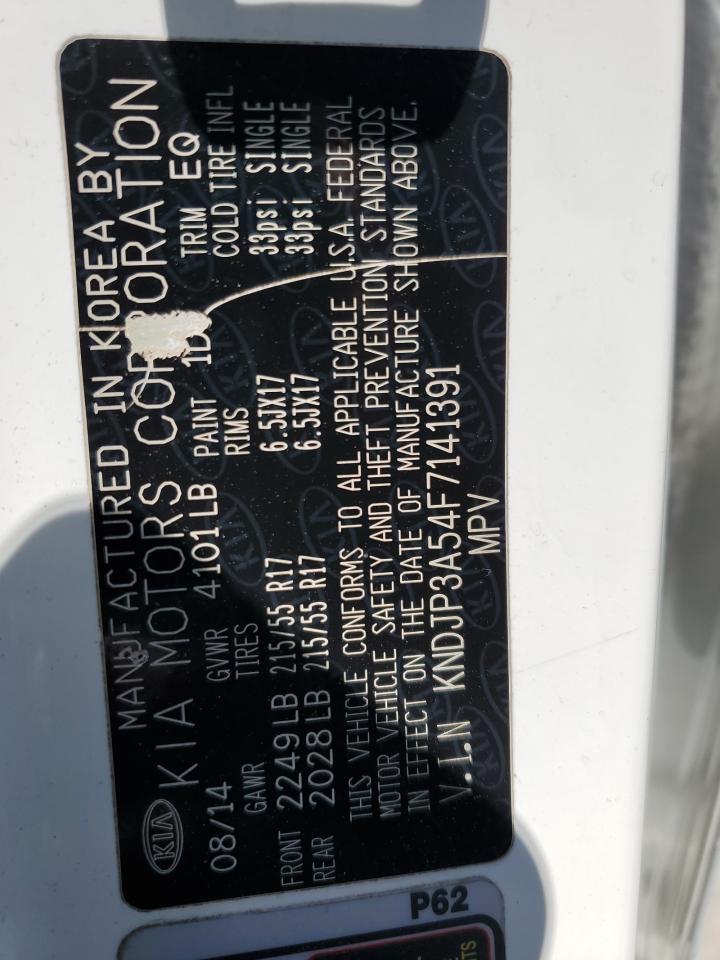 MANUFACTURED IN KOREA BY
KIA KIA MOTORS CORPORATION
08/14 GVWR 4101LB PAINT 1D TRIM EQ
GAWR TIRES RIMS COLD TIRE INFL
FRONT 2249LB 215/55 R17 6.5JX17 33psi SINGLE
REAR 2028LB 215/55 R17 6.5JX17 33psi SINGLE
THIS VEHICLE CONFORMS TO ALL APPLICABLE U.S.A. FEDERAL
MOTOR VEHICLE SAFETY AND THEFT PREVENTION STANDARDS
IN EFFECT ON THE DATE OF MANUFACTURE SHOWN ABOVE.
V.I.N KNDJP3A54F7141391
MPV
P62